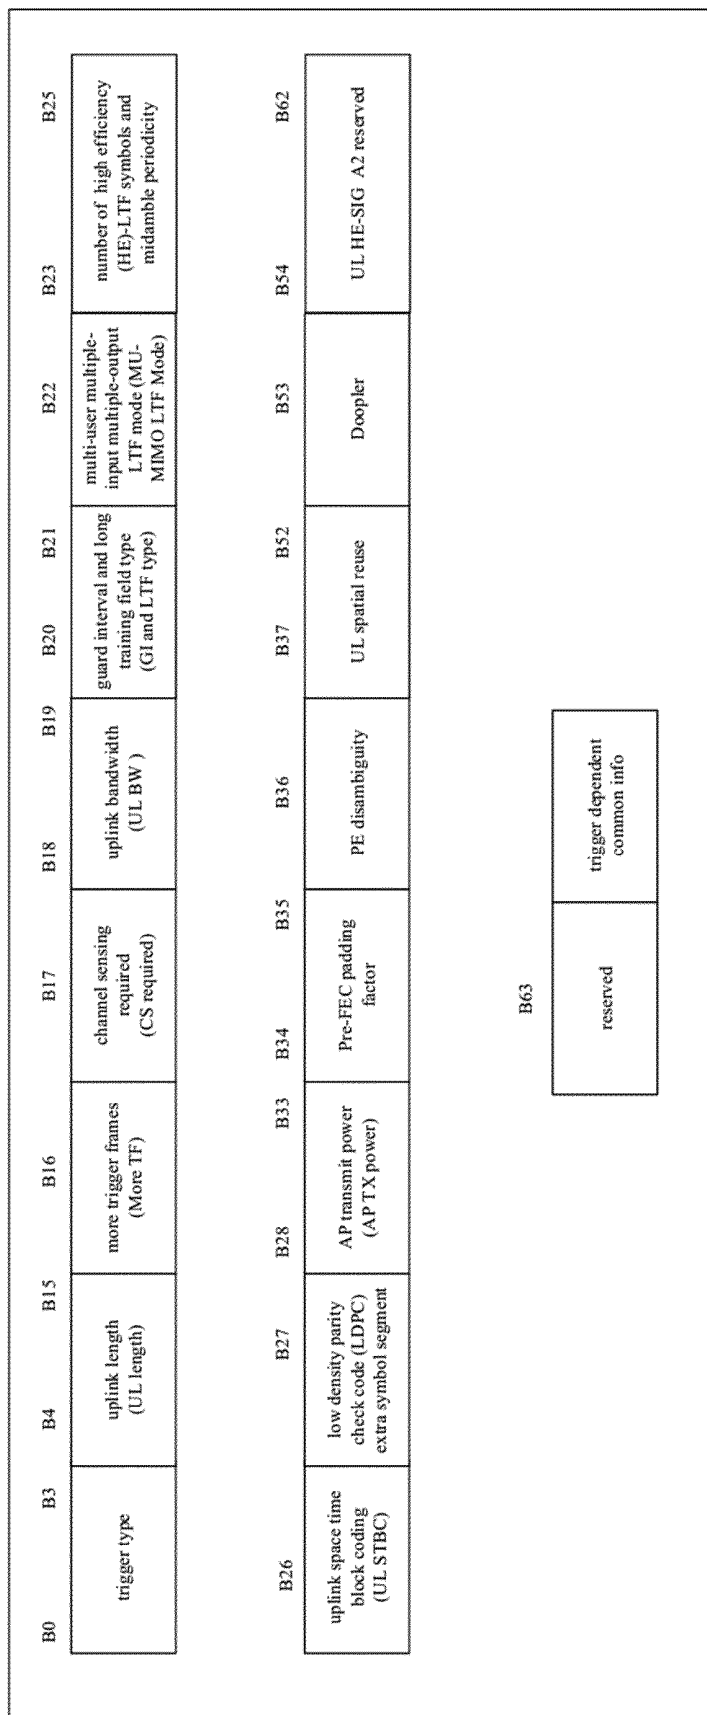 B0 B3 B4 B15 B16 B17 B18 B19 B20 B21 B22 B23 B25
trigger type
uplink length
(UL length)
more trigger frames
(More TF)
channel sensing
required
(CS required)
uplink bandwidth
(UL BW )
guard interval and long
training field type
(GI and LTF type)
multi-user multiple-
input multiple-output
LTF mode (MU-
MIMO LTF Mode)
number of high efficiency
(HE)-LTF symbols and
midamble periodicity
B26 B27 B28 B33 B34 B35 B36 B37 B52 B53 B54 B62
uplink space time
block coding
(UL STBC)
low density parity
check code (LDPC)
extra symbol segment
AP transmit power
(AP TX power)
Pre-FEC padding
factor
PE disambiguity
UL spatial reuse
Doopler
UL HE-SIG A2 reserved
B63
reserved
trigger dependent
common info